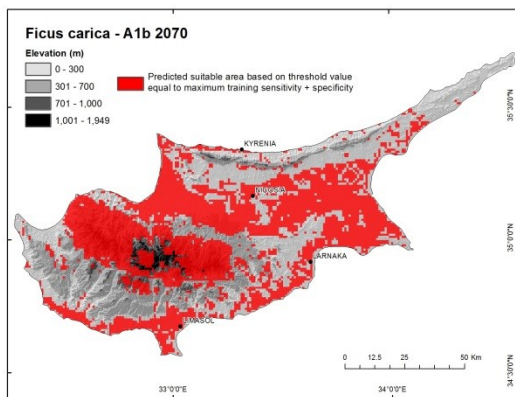 Ficus carica - A1b 2070
Elevation (m)
0 - 300
301 - 700
701 - 1,000
1,001 - 1,949
Predicted suitable area based on threshold value
equal to maximum training sensitivity + specificity
KYRENIA
NICOSIA
LARNAKA
LIMASOL
35°30'0"N
35°0'0"N
34°30'0"N
0 12.5 25 50 Km
33°0'0"E
34°0'0"E